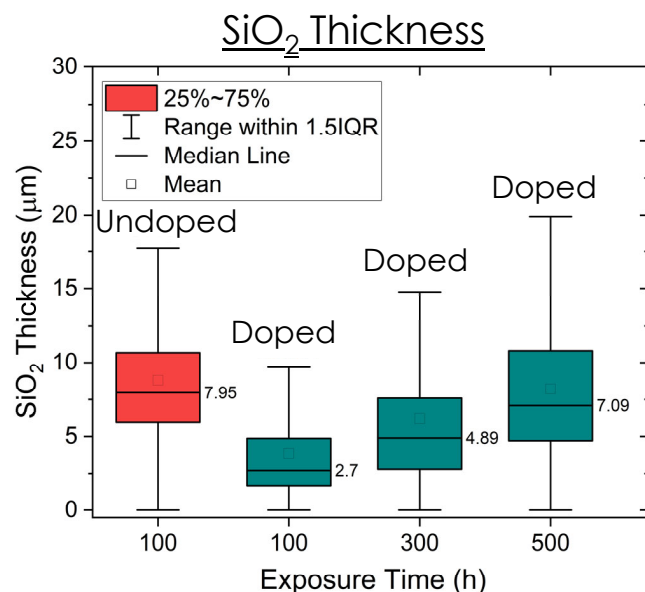 SiO₂ Thickness
30
25
20
15
10
5
0
SiO₂ Thickness (μm)
25%~75%
Range within 1.5IQR
Median Line
Mean
Undoped
Doped
Doped
Doped
7.95
2.7
4.89
7.09
100
100
300
500
Exposure Time (h)